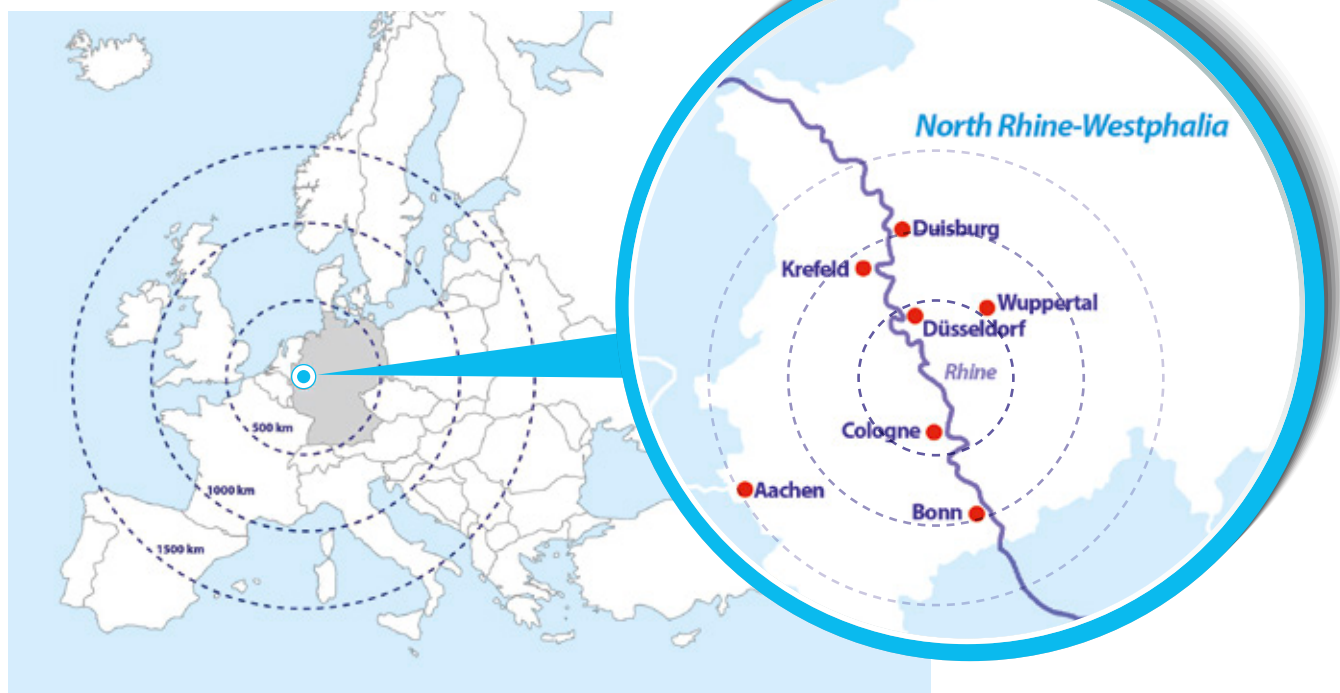 500 km
1000 km
1500 km
North Rhine-Westphalia
Duisburg
Krefeld
Wuppertal
Düsseldorf
Rhine
Cologne
Aachen
Bonn